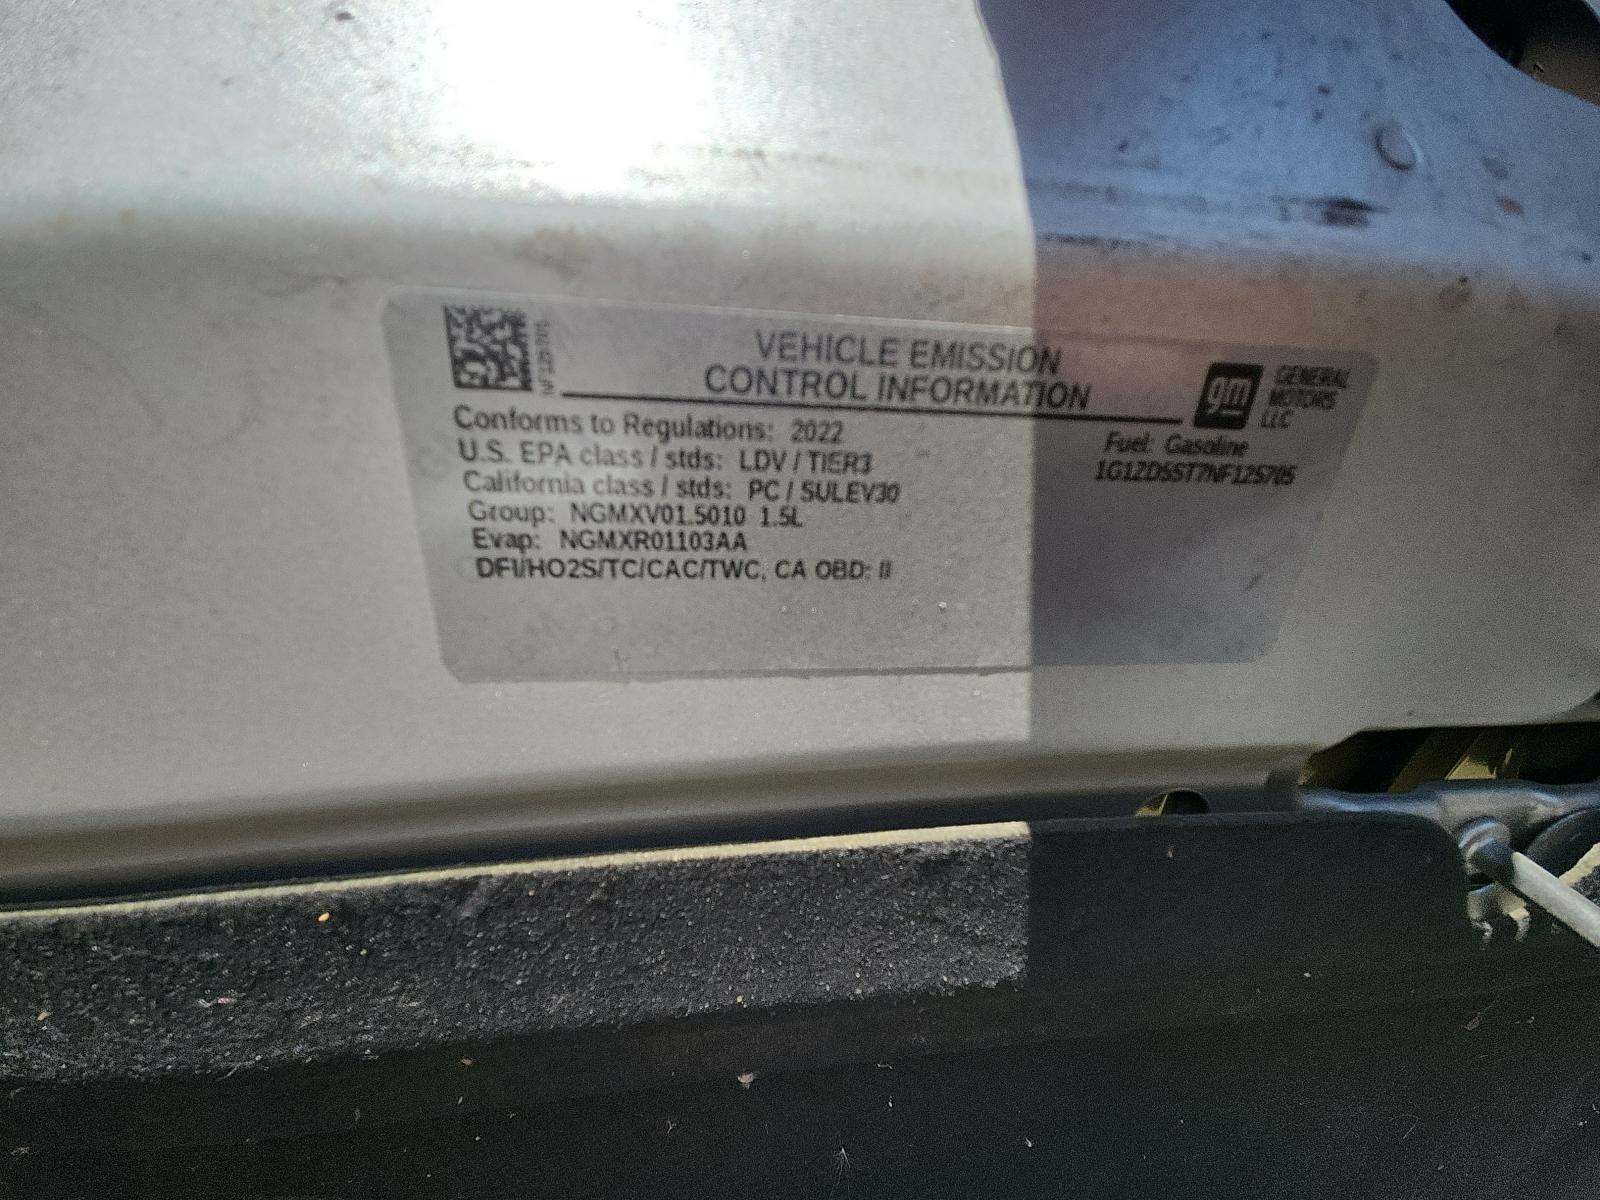 VEHICLE EMISSION
CONTROL INFORMATION
gm
GENERAL
MOTORS
LLC
Conforms to Regulations: 2022
Fuel: Gasoline
U.S. EPA class / stds: LDV / TIER3
1G1ZD5ST7NF125705
California class / stds: PC / SULEV30
Group: NGMXV01.5010 1.5L
Evap: NGMXR01103AA
DFI/HO2S/TC/CAC/TWC, CA OBD: II